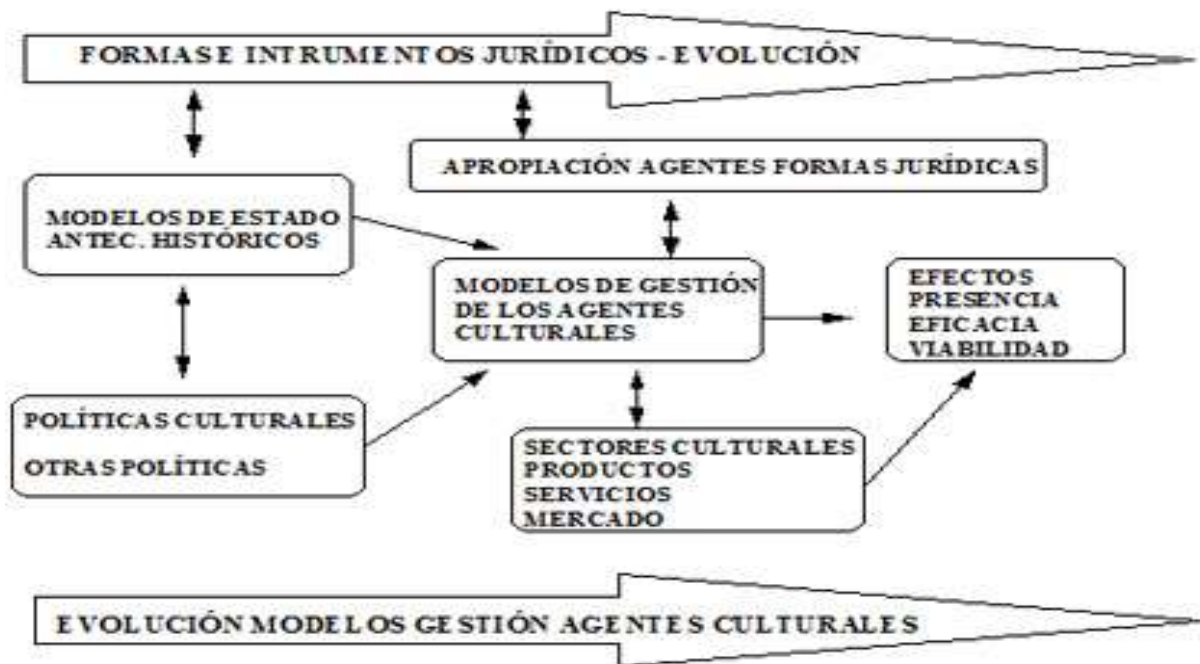 FORMAS E INTRUMENTOS JURÍDICOS - EVOLUCIÓN
APROPIACIÓN AGENTES FORMAS JURÍDICAS
MODELOS DE ESTADO
ANTEC. HISTÓRICOS
MODELOS DE GESTIÓN
DE LOS AGENTES
CULTURALES
EFECTOS
PRESENCIA
EFICACIA
VIABILIDAD
POLÍTICAS CULTURALES
OTRAS POLÍTICAS
SECTORES CULTURALES
PRODUCTOS
SERVICIOS
MERCADO
EVOLUCIÓN MODELOS GESTIÓN AGENTES CULTURALES